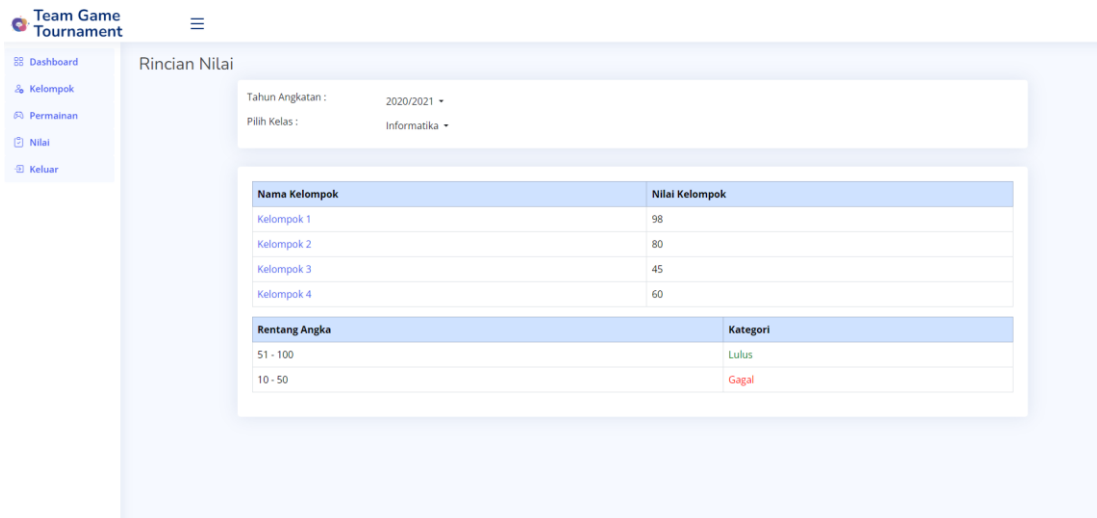 Team Game
Tournament
Dashboard
Kelompok
Permainan
Nilai
Keluar
Rincian Nilai
Tahun Angkatan : 2020/2021
Pilih Kelas : Informatika
Nama Kelompok Nilai Kelompok
Kelompok 1 98
Kelompok 2 80
Kelompok 3 45
Kelompok 4 60
Rentang Angka Kategori
51 - 100 Lulus
10 - 50 Gagal